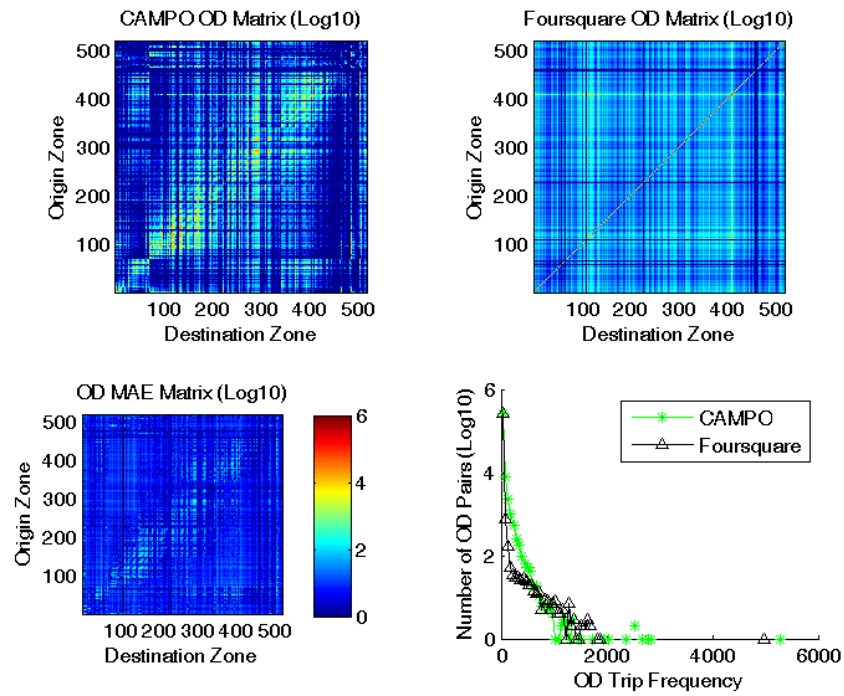 CAMPO OD Matrix (Log10)
500
400
300
200
100
Origin Zone
100 200 300 400 500
Destination Zone
Foursquare OD Matrix (Log10)
500
400
300
200
100
Origin Zone
100 200 300 400 500
Destination Zone
OD MAE Matrix (Log10)
500
400
300
200
100
Origin Zone
100 200 300 400 500
Destination Zone
6
4
2
0
6
4
2
0
Number of OD Pairs (Log10)
CAMPO
Foursquare
0 2000 4000 6000
OD Trip Frequency